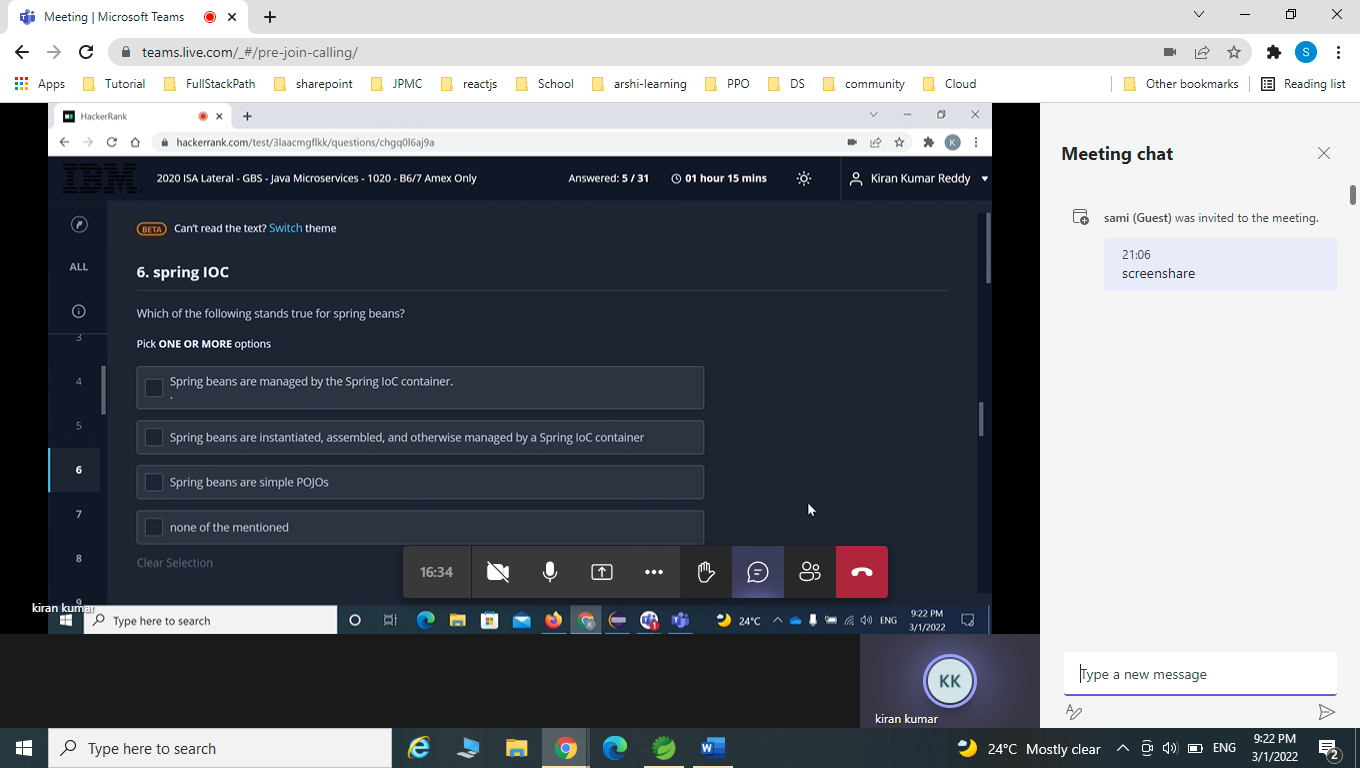 Meeting | Microsoft Teams
teams.live.com/_#/pre-join-calling/
S
Apps Tutorial FullStackPath sharepoint JPMC reactjs School arshi-learning PPO DS community Cloud Other bookmarks Reading list
HackerRank
hackerrank.com/test/3laacmgflkk/questions/chgq0l6aj9a
K
IBM. 2020 ISA Lateral - GBS - Java Microservices - 1020 - B6/7 Amex Only Answered: 5 / 31 01 hour 15 mins Kiran Kumar Reddy
BETA Can't read the text? Switch theme
ALL
6. spring IOC
Which of the following stands true for spring beans?
Pick ONE OR MORE options
3
4
5
6
7
8
9
Spring beans are managed by the Spring IoC container.
.
Spring beans are instantiated, assembled, and otherwise managed by a Spring IoC container
Spring beans are simple POJOs
none of the mentioned
Clear Selection
16:34
kiran kumar
Type here to search
24°C ENG 9:22 PM
3/1/2022
KK
kiran kumar
Meeting chat
sami (Guest) was invited to the meeting.
21:06
screenshare
Type a new message
Type here to search
24°C Mostly clear ENG 9:22 PM
3/1/2022
2